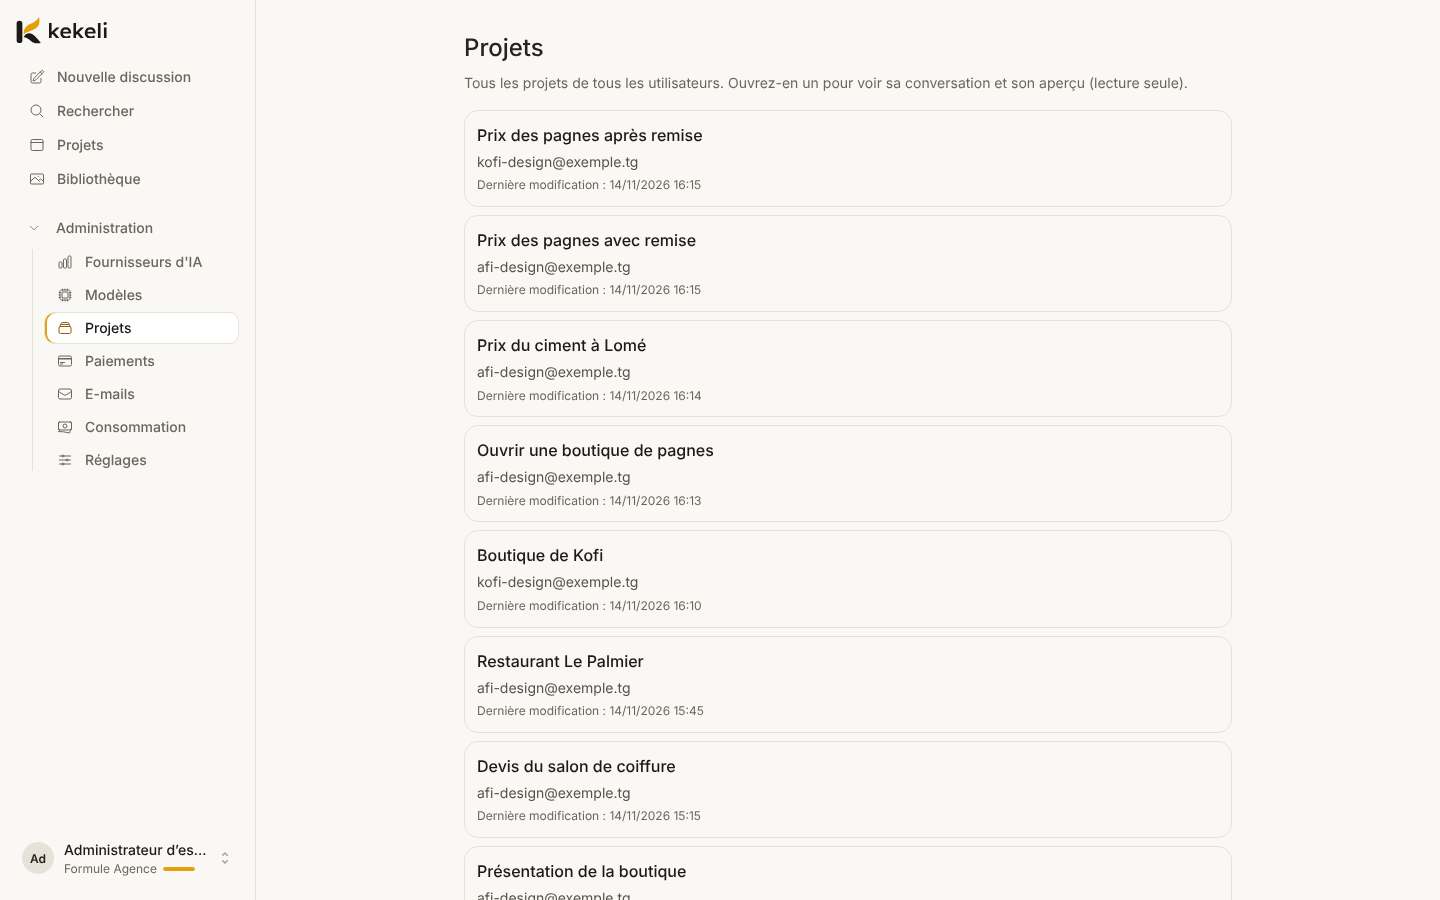 kekeli
Nouvelle discussion
Rechercher
Projets
Bibliothèque
Administration
Fournisseurs d'IA
Modèles
Projets
Paiements
E-mails
Consommation
Réglages
Ad
Administrateur d'es...
Formule Agence
Projets
Tous les projets de tous les utilisateurs. Ouvrez-en un pour voir sa conversation et son aperçu (lecture seule).
Prix des pagnes après remise
kofi-design@exemple.tg
Dernière modification : 14/11/2026 16:15
Prix des pagnes avec remise
afi-design@exemple.tg
Dernière modification : 14/11/2026 16:15
Prix du ciment à Lomé
afi-design@exemple.tg
Dernière modification : 14/11/2026 16:14
Ouvrir une boutique de pagnes
afi-design@exemple.tg
Dernière modification : 14/11/2026 16:13
Boutique de Kofi
kofi-design@exemple.tg
Dernière modification : 14/11/2026 16:10
Restaurant Le Palmier
afi-design@exemple.tg
Dernière modification : 14/11/2026 15:45
Devis du salon de coiffure
afi-design@exemple.tg
Dernière modification : 14/11/2026 15:15
Présentation de la boutique
afi-design@exemple.tg